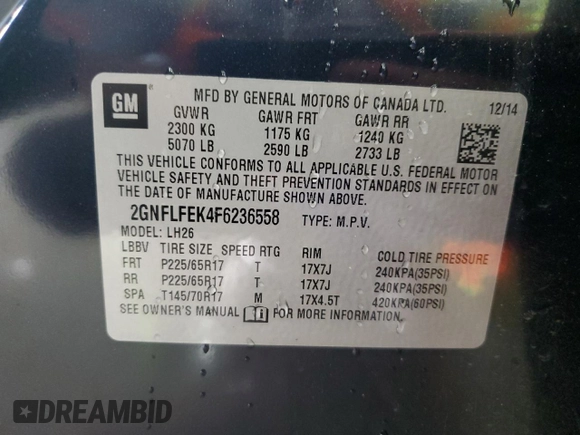 GM
MFD BY GENERAL MOTORS OF CANADA LTD. 12/14
GVWR GAWR FRT GAWR RR
2300 KG 1175 KG 1240 KG
5070 LB 2590 LB 2733 LB
THIS VEHICLE CONFORMS TO ALL APPLICABLE U.S. FEDERAL MOTOR
VEHICLE SAFETY AND THEFT PREVENTION STANDARDS IN EFFECT ON
THE DATE OF MANUFACTURE SHOWN ABOVE.
2GNFLFEK4F6236558 TYPE: M.P.V.
MODEL: LH26
LBBV TIRE SIZE SPEED RTG RIM COLD TIRE PRESSURE
FRT P225/65R17 T 17X7J 240KPA(35PSI)
RR P225/65R17 T 17X7J 240KPA(35PSI)
SPA T145/70R17 M 17X4.5T 420KPA(60PSI)
SEE OWNER'S MANUAL FOR MORE INFORMATION.
DREAMBID